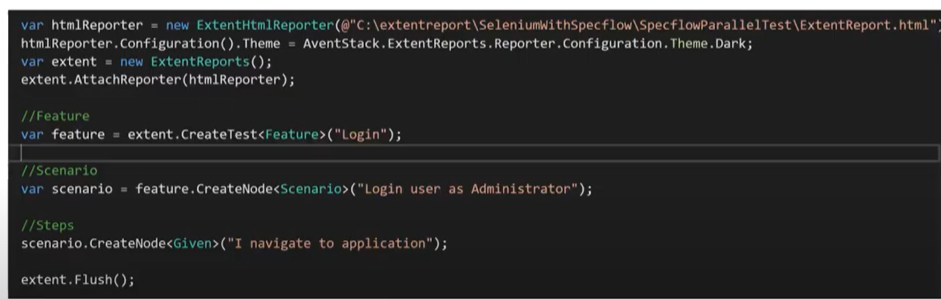 var htmlReporter = new ExtentHtmlReporter(@"C:\extentreport\SeleniumWithSpecflow\SpecflowParallelTest\ExtentReport.html"
htmlReporter.Configuration().Theme = AventStack.ExtentReports.Reporter.Configuration.Theme.Dark;
var extent = new ExtentReports();
extent.AttachReporter(htmlReporter);
//Feature
var feature = extent.CreateTest<Feature>("Login");
//Scenario
var scenario = feature.CreateNode<Scenario>("Login user as Administrator");
//Steps
scenario.CreateNode<Given>("I navigate to application");
extent.Flush();